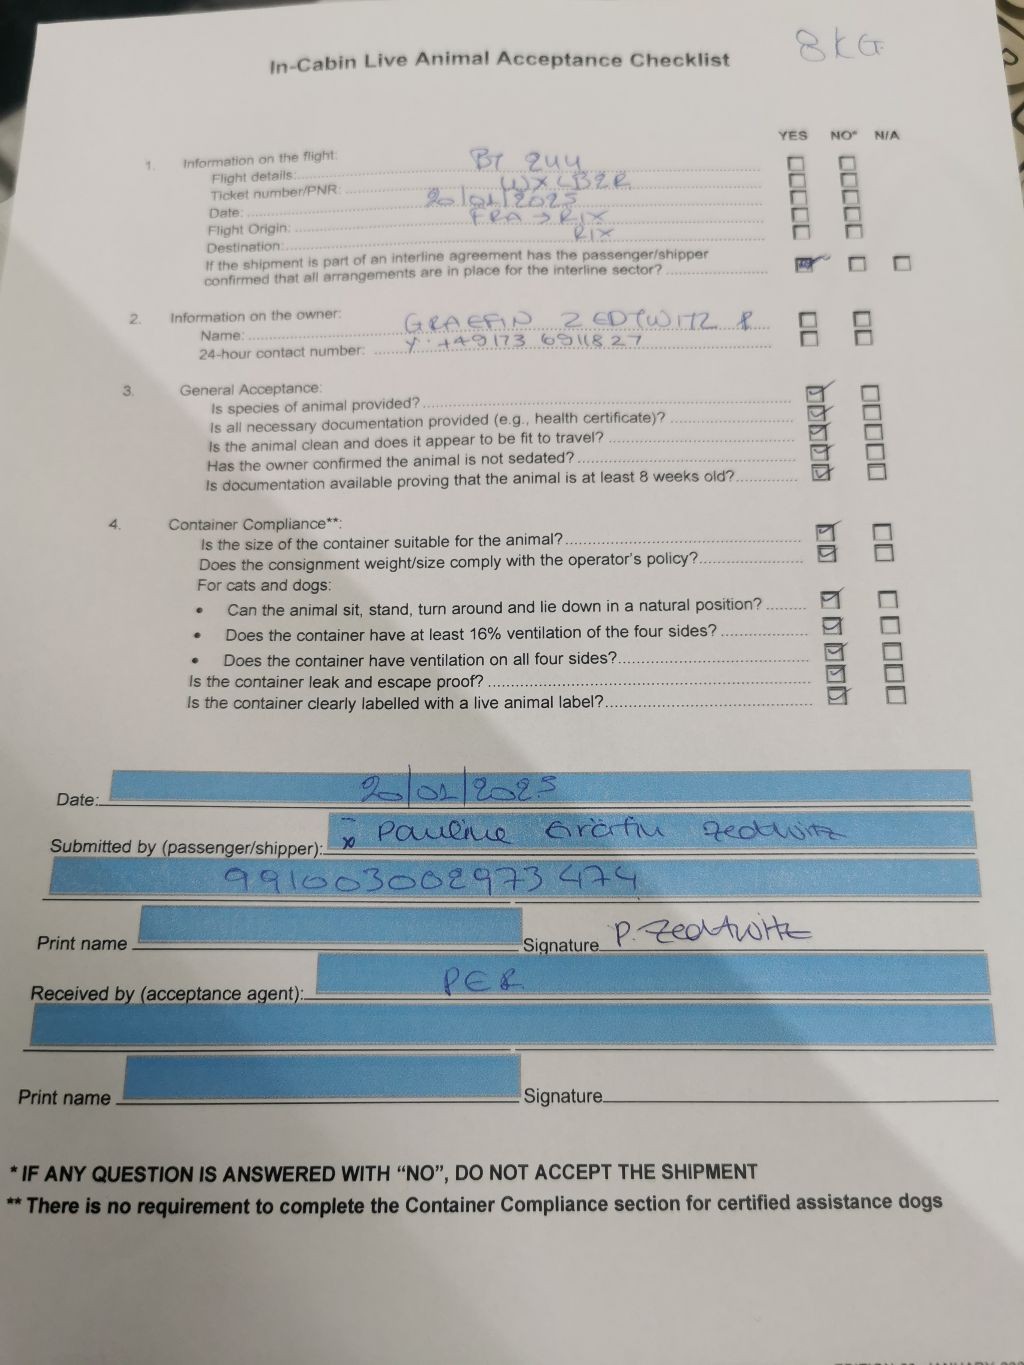 In-Cabin Live Animal Acceptance Checklist
8KG
YES NO* N/A
1. Information on the flight:
Flight details: BT 244
Ticket number/PNR:
Date: 20/01/2025
Flight Origin: FRA → RIX
Destination: RIX
If the shipment is part of an interline agreement has the passenger/shipper
confirmed that all arrangements are in place for the interline sector?
2. Information on the owner:
Name: GRAEFIN ZEDTWITZ P
24-hour contact number: +49173 6911827
3. General Acceptance:
Is species of animal provided?
Is all necessary documentation provided (e.g., health certificate)?
Is the animal clean and does it appear to be fit to travel?
Has the owner confirmed the animal is not sedated?
Is documentation available proving that the animal is at least 8 weeks old?
4. Container Compliance**:
Is the size of the container suitable for the animal?
Does the consignment weight/size comply with the operator's policy?
For cats and dogs:
• Can the animal sit, stand, turn around and lie down in a natural position?
• Does the container have at least 16% ventilation of the four sides?
• Does the container have ventilation on all four sides?
Is the container leak and escape proof?
Is the container clearly labelled with a live animal label?
Date: 20/01/2025
Submitted by (passenger/shipper): x Pauline Gräfin Zedtwitz
991003002973474
Print name Signature P. Zedtwitz
Received by (acceptance agent): PER
Print name Signature
* IF ANY QUESTION IS ANSWERED WITH “NO”, DO NOT ACCEPT THE SHIPMENT
** There is no requirement to complete the Container Compliance section for certified assistance dogs